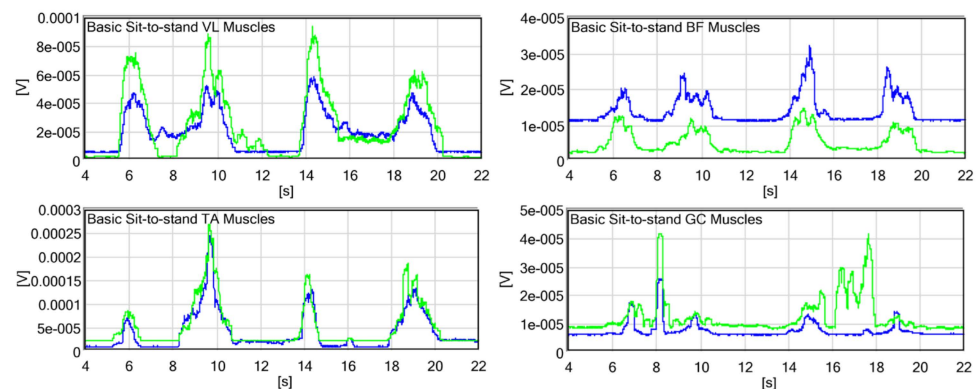 Basic Sit-to-stand VL Muscles
0.0001
8e-005
6e-005
4e-005
2e-005
0
[V]
4 6 8 10 12 14 16 18 20 22
[s]
Basic Sit-to-stand BF Muscles
4e-005
3e-005
2e-005
1e-005
0
[V]
4 6 8 10 12 14 16 18 20 22
[s]
Basic Sit-to-stand TA Muscles
0.0003
0.00025
0.0002
0.00015
0.0001
5e-005
0
[V]
4 6 8 10 12 14 16 18 20 22
[s]
Basic Sit-to-stand GC Muscles
5e-005
4e-005
3e-005
2e-005
1e-005
0
[V]
4 6 8 10 12 14 16 18 20 22
[s]